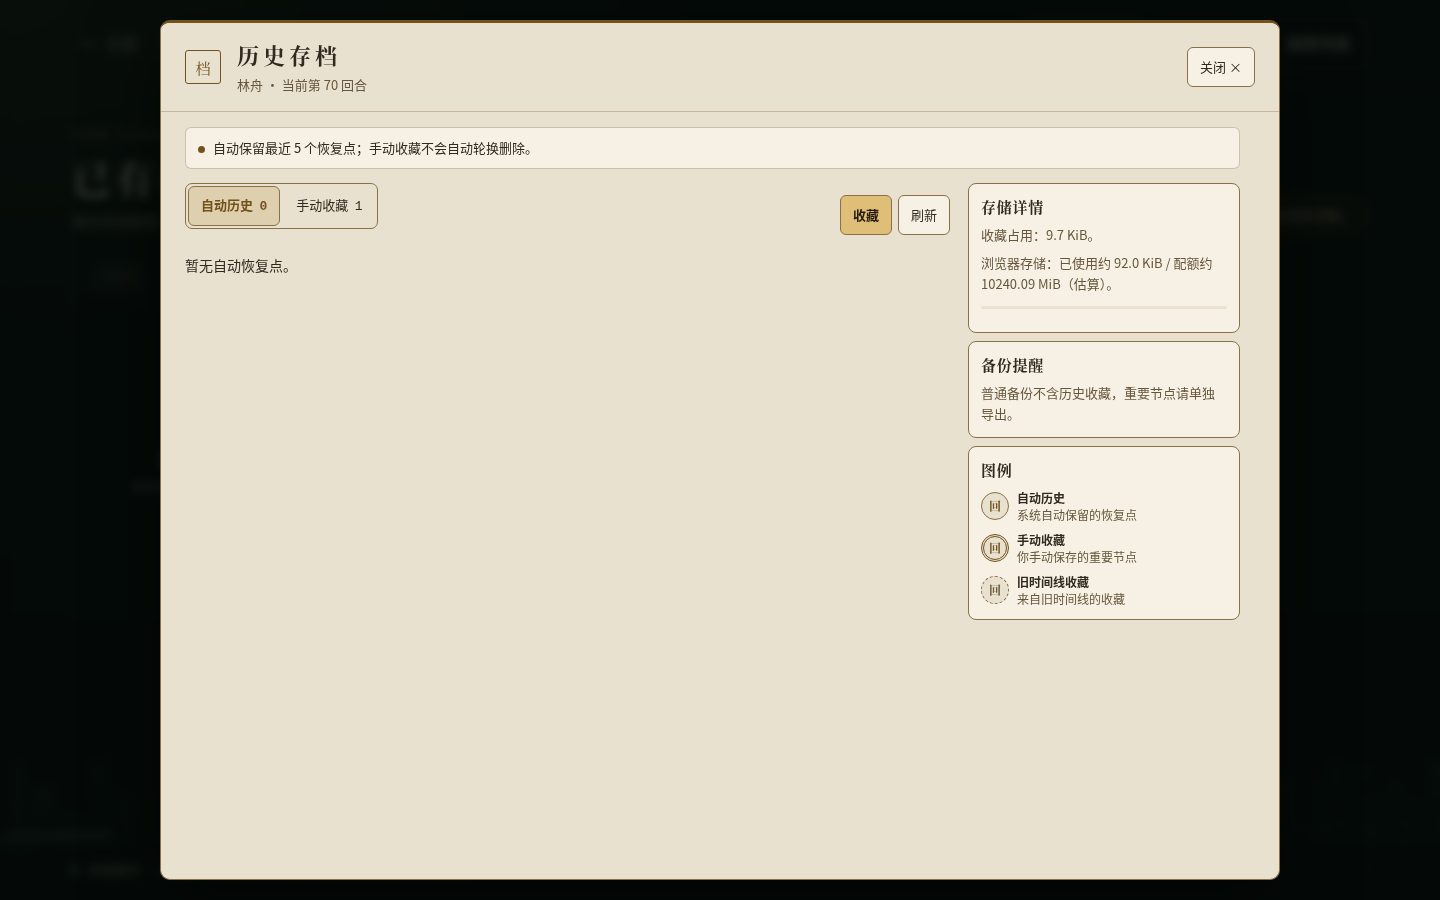 档
历史存档
林舟 · 当前第 70 回合
关闭 ×
自动保留最近 5 个恢复点；手动收藏不会自动轮换删除。
自动历史 0
手动收藏 1
收藏
刷新
暂无自动恢复点。
存储详情
收藏占用：9.7 KiB。
浏览器存储：已使用约 92.0 KiB / 配额约
10240.09 MiB（估算）。
备份提醒
普通备份不含历史收藏，重要节点请单独
导出。
图例
回
自动历史
系统自动保留的恢复点
回
手动收藏
你手动保存的重要节点
回
旧时间线收藏
来自旧时间线的收藏